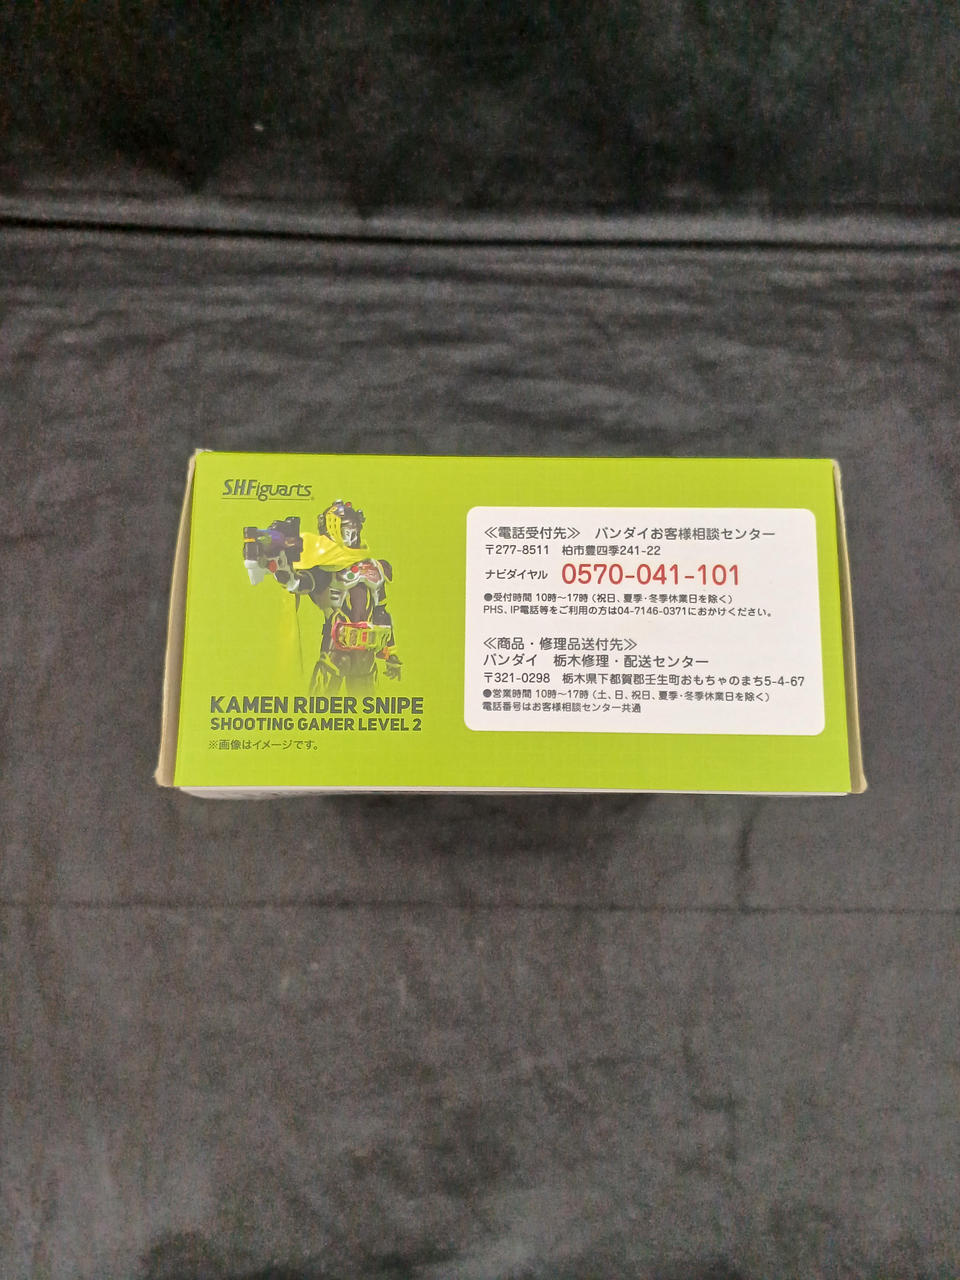 S.H.Figuarts
KAMEN RIDER SNIPE
SHOOTING GAMER LEVEL 2
※画像はイメージです。
≪電話受付先≫ バンダイお客様相談センター
〒277-8511 柏市豊四季241-22
ナビダイヤル 0570-041-101
●受付時間 10時〜17時(祝日、夏季・冬季休業日を除く)
PHS、IP電話等をご利用の方は04-7146-0371におかけください。
≪商品・修理品送付先≫
バンダイ 栃木修理・配送センター
〒321-0298 栃木県下都賀郡壬生町おもちゃのまち5-4-67
●営業時間 10時〜17時(土、日、祝日、夏季・冬季休業日を除く)
電話番号はお客様相談センター共通